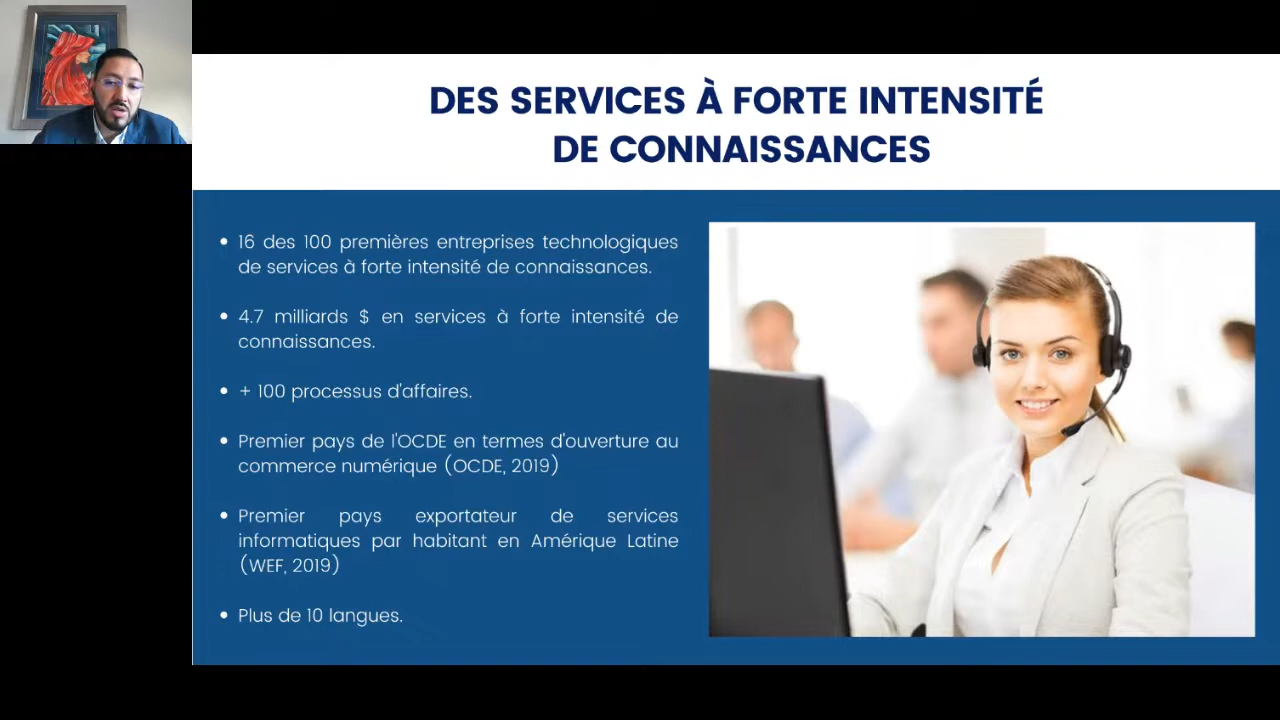 DES SERVICES À FORTE INTENSITÉ
DE CONNAISSANCES
• 16 des 100 premières entreprises technologiques
de services à forte intensité de connaissances.
• 4.7 milliards $ en services à forte intensité de
connaissances.
• + 100 processus d'affaires.
• Premier pays de l'OCDE en termes d'ouverture au
commerce numérique (OCDE, 2019)
• Premier pays exportateur de services
informatiques par habitant en Amérique Latine
(WEF, 2019)
• Plus de 10 langues.